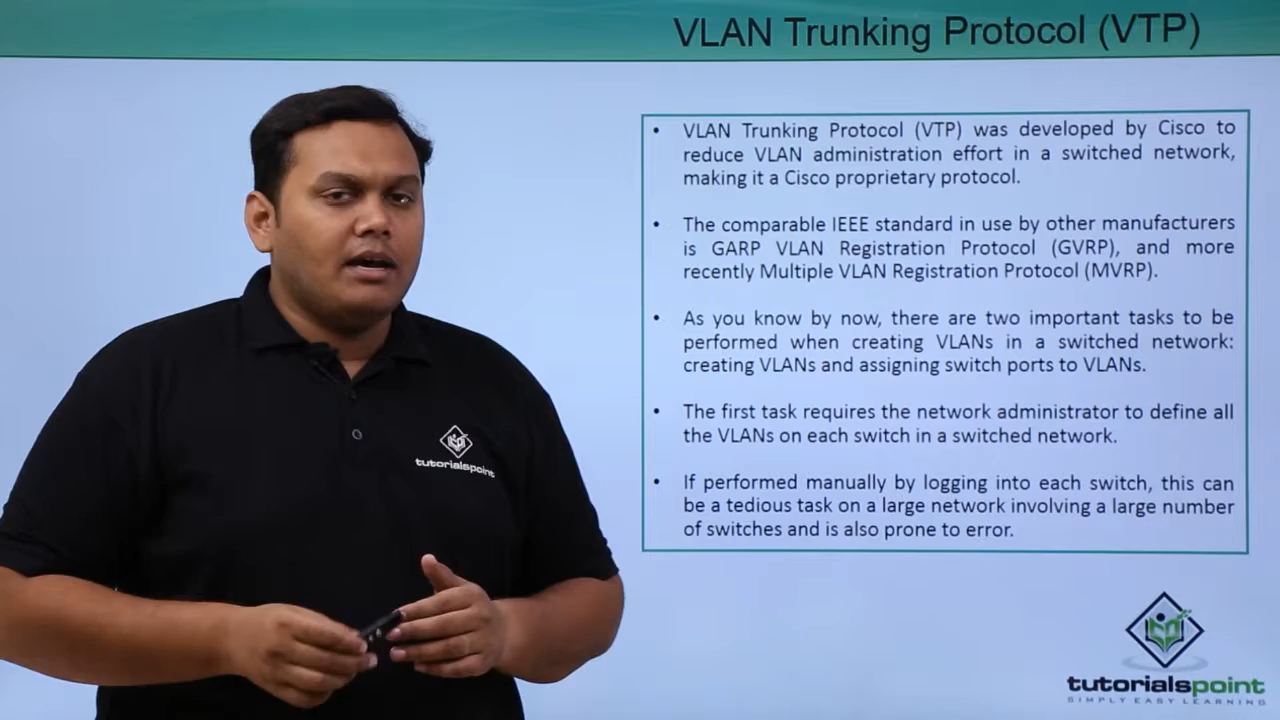 VLAN Trunking Protocol (VTP)
• VLAN Trunking Protocol (VTP) was developed by Cisco to
reduce VLAN administration effort in a switched network,
making it a Cisco proprietary protocol.
• The comparable IEEE standard in use by other manufacturers
is GARP VLAN Registration Protocol (GVRP), and more
recently Multiple VLAN Registration Protocol (MVRP).
• As you know by now, there are two important tasks to be
performed when creating VLANs in a switched network:
creating VLANs and assigning switch ports to VLANs.
• The first task requires the network administrator to define all
the VLANs on each switch in a switched network.
• If performed manually by logging into each switch, this can
be a tedious task on a large network involving a large number
of switches and is also prone to error.
tutorialspoint
tutorialspoint
SIMPLY EASY LEARNING